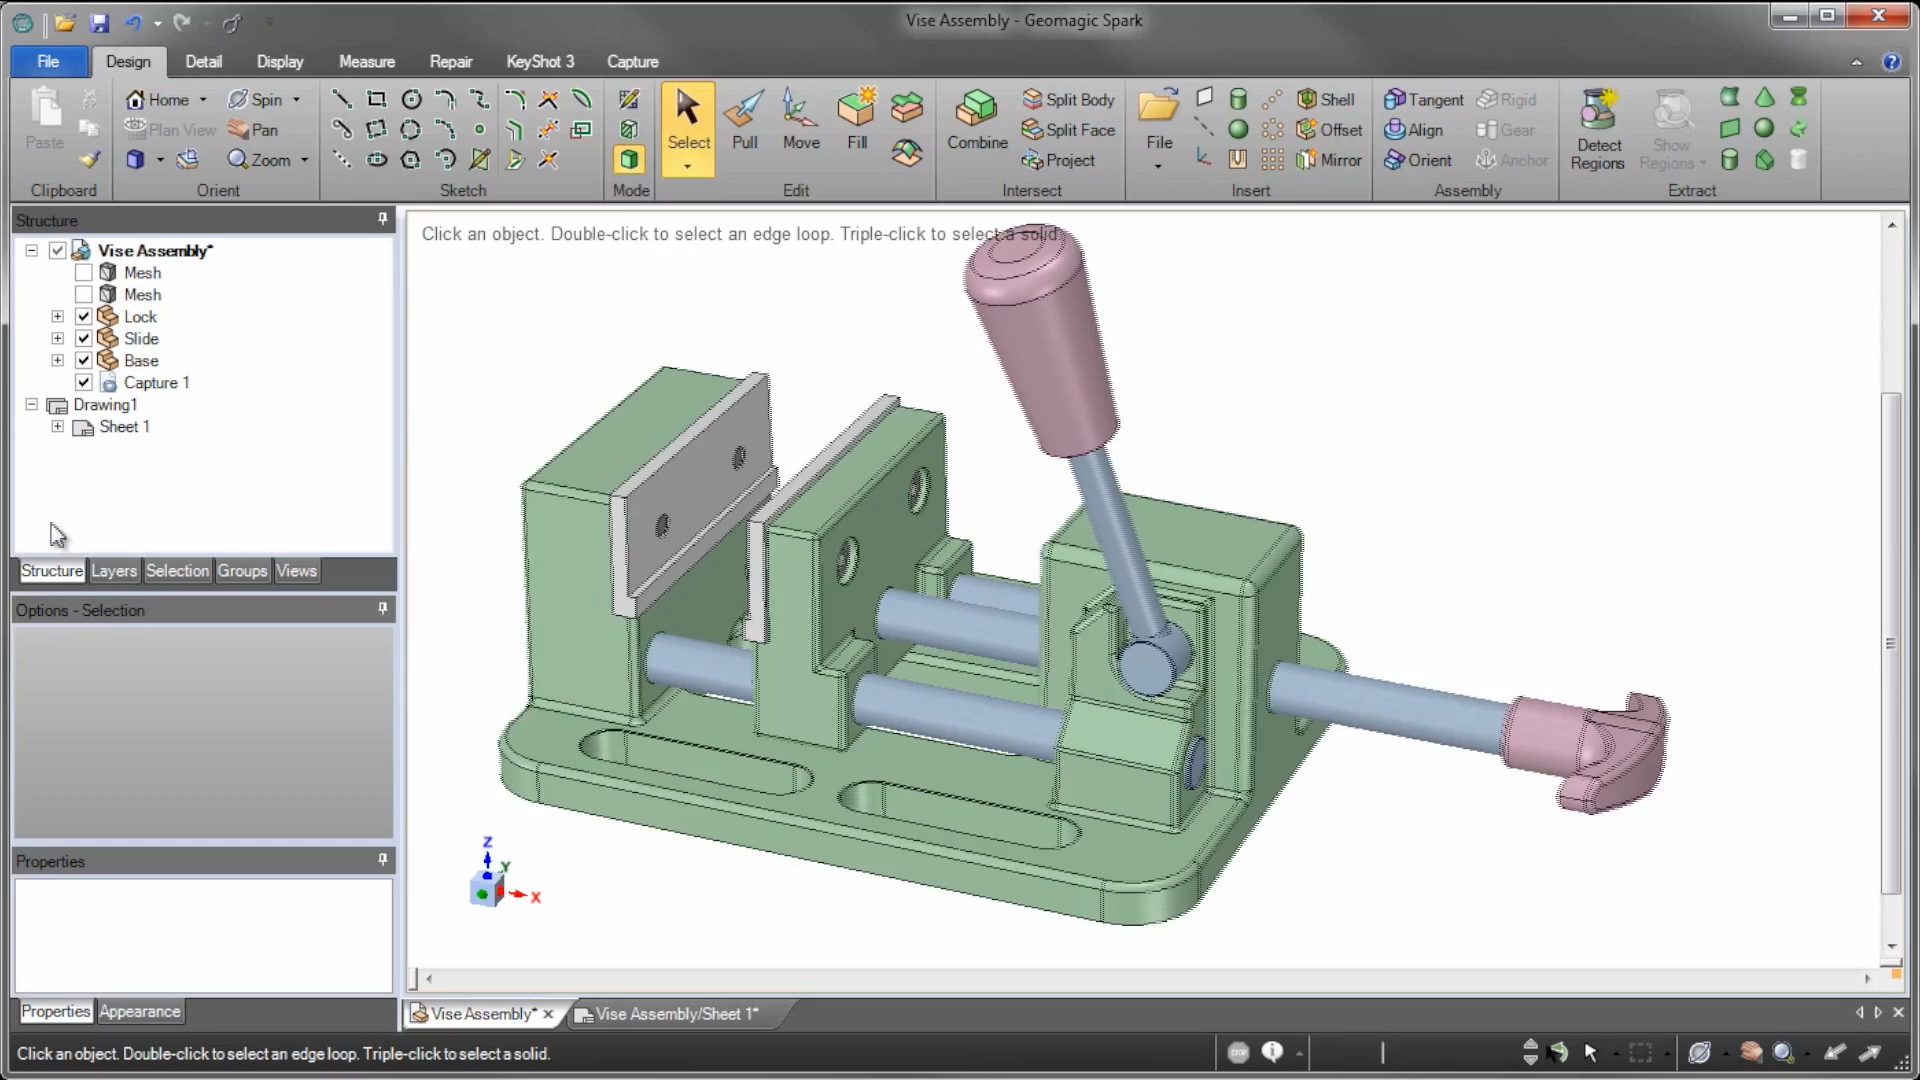 Vise Assembly - Geomagic Spark
File Design Detail Display Measure Repair KeyShot 3 Capture
Paste
Home
Plan View
Spin
Pan
Zoom
Select
Pull
Move
Fill
Combine
Split Body
Split Face
Project
File
Shell
Offset
Mirror
Tangent
Align
Orient
Rigid
Gear
Anchor
Detect
Regions
Show
Regions
Clipboard Orient Sketch Mode Edit Intersect Insert Assembly Extract
Structure
Vise Assembly*
Mesh
Mesh
Lock
Slide
Base
Capture 1
Drawing1
Sheet 1
Structure Layers Selection Groups Views
Options - Selection
Properties
Properties Appearance
Click an object. Double-click to select an edge loop. Triple-click to select a solid.
Z
Y
X
Vise Assembly*
Vise Assembly/Sheet 1*
Click an object. Double-click to select an edge loop. Triple-click to select a solid.
STOP